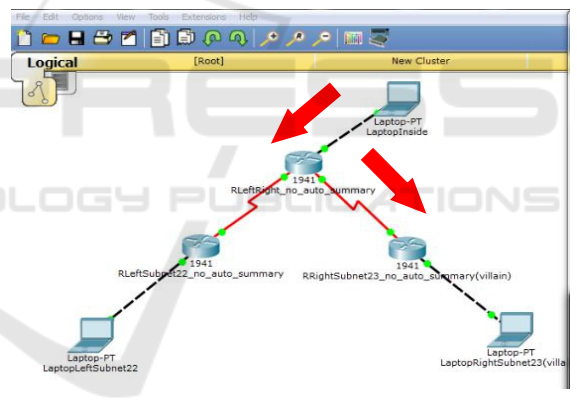 File Edit Options View Tools Extensions Help
Logical
[Root]
New Cluster
Laptop-PT
LaptopInside
1941
RLeftRight_no_auto_summary
1941
RLeftSubnet22_no_auto_summary
1941
RRightSubnet23_no_auto_summary(villain)
Laptop-PT
LaptopLeftSubnet22
Laptop-PT
LaptopRightSubnet23(villa